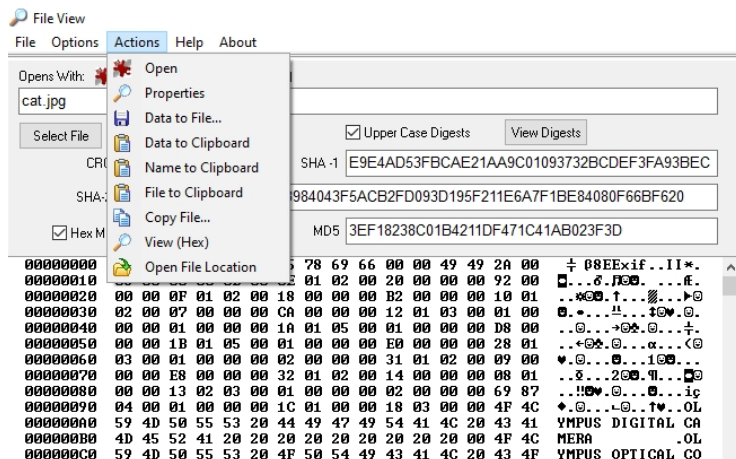 File View
File Options Actions Help About
Opens With:
cat.jpg
Open
Properties
Data to File...
Data to Clipboard
Name to Clipboard
File to Clipboard
Copy File...
View (Hex)
Open File Location
Select File Upper Case Digests View Digests
SHA -1 E9E4AD53FBCAE21AA9C01093732BCDEF3FA93BEC
984043F5ACB2FD093D195F211E6A7F1BE84080F66BF620
MD5 3EF18238C01B4211DF471C41AB023F3D
00000000 78 69 66 00 00 49 49 2A 00 Exif..II*.
00000010 01 02 00 20 00 00 00 92 00
00000020 00 00 0F 01 02 00 18 00 00 00 B2 00 00 00 10 01
00000030 02 00 07 00 00 00 CA 00 00 00 12 01 03 00 01 00
00000040 00 00 01 00 00 00 1A 01 05 00 01 00 00 00 D8 00
00000050 00 00 1B 01 05 00 01 00 00 00 E0 00 00 00 28 01
00000060 03 00 01 00 00 00 02 00 00 00 31 01 02 00 09 00
00000070 00 00 E8 00 00 00 32 01 02 00 14 00 00 00 08 01
00000080 00 00 13 02 03 00 01 00 00 00 02 00 00 00 69 87
00000090 04 00 01 00 00 00 1C 01 00 00 18 03 00 00 4F 4C
000000A0 59 4D 50 55 53 20 44 49 47 49 54 41 4C 20 43 41 YMPUS DIGITAL CA
000000B0 4D 45 52 41 20 20 20 20 20 20 20 20 20 00 4F 4C MERA .OL
000000C0 59 4D 50 55 53 20 4F 50 54 49 43 41 4C 20 43 4F YMPUS OPTICAL CO